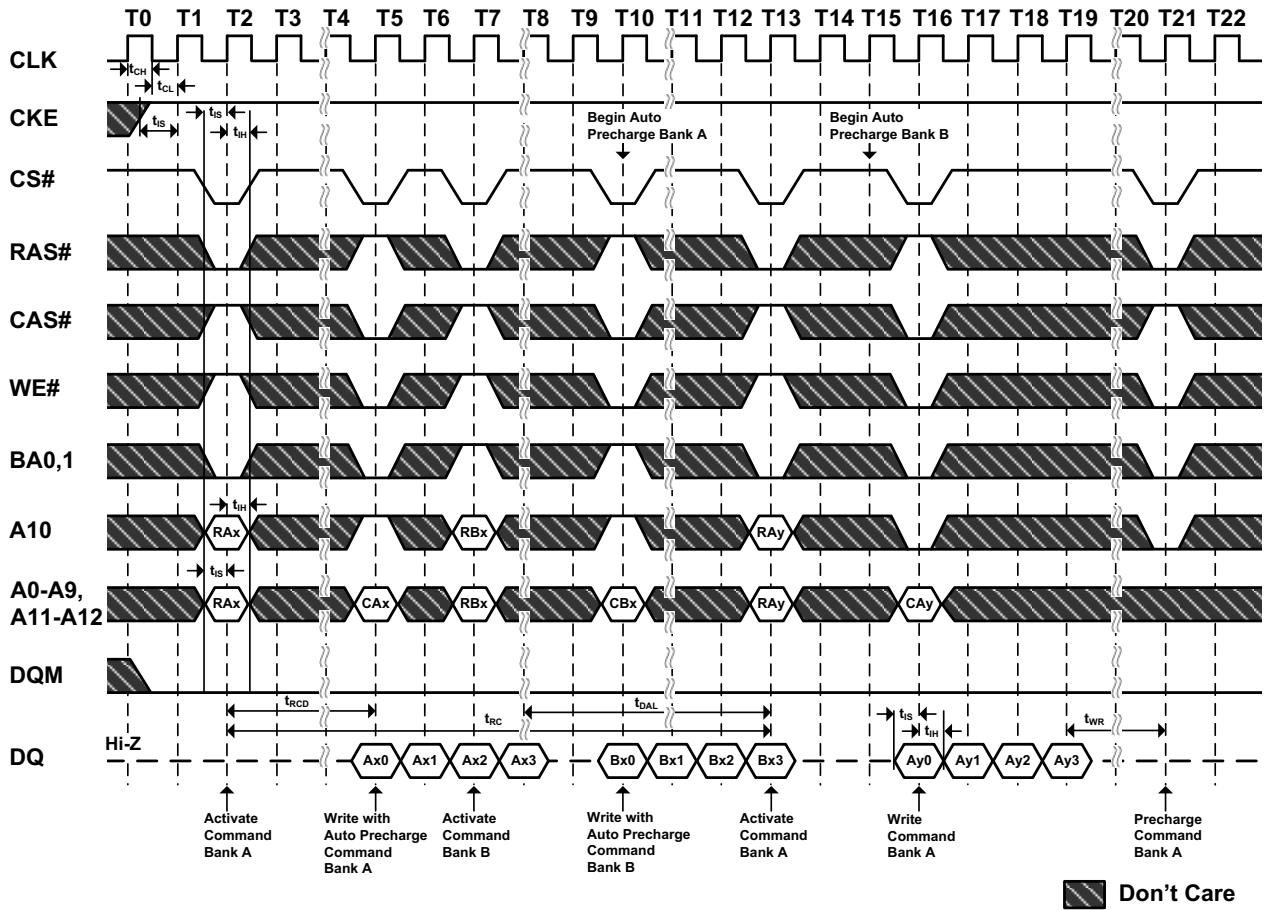 T0 T1 T2 T3 T4 T5 T6 T7 T8 T9 T10 T11 T12 T13 T14 T15 T16 T17 T18 T19 T20 T21 T22
CLK
tCH
tCL
CKE
tIS
tIS
tIH
Begin Auto
Precharge Bank A
Begin Auto
Precharge Bank B
CS#
RAS#
CAS#
WE#
BA0,1
tIH
A10
RAx RBx RAy
tIS
A0-A9,
A11-A12
RAx CAx RBx CBx RAy CAy
DQM
tRCD
tDAL
tRC
tIS
tIH
tWR
Hi-Z
DQ
Ax0 Ax1 Ax2 Ax3 Bx0 Bx1 Bx2 Bx3 Ay0 Ay1 Ay2 Ay3
Activate
Command
Bank A
Write with
Auto Precharge
Command
Bank A
Activate
Command
Bank B
Write with
Auto Precharge
Command
Bank B
Activate
Command
Bank A
Write
Command
Bank A
Precharge
Command
Bank A
Don't Care